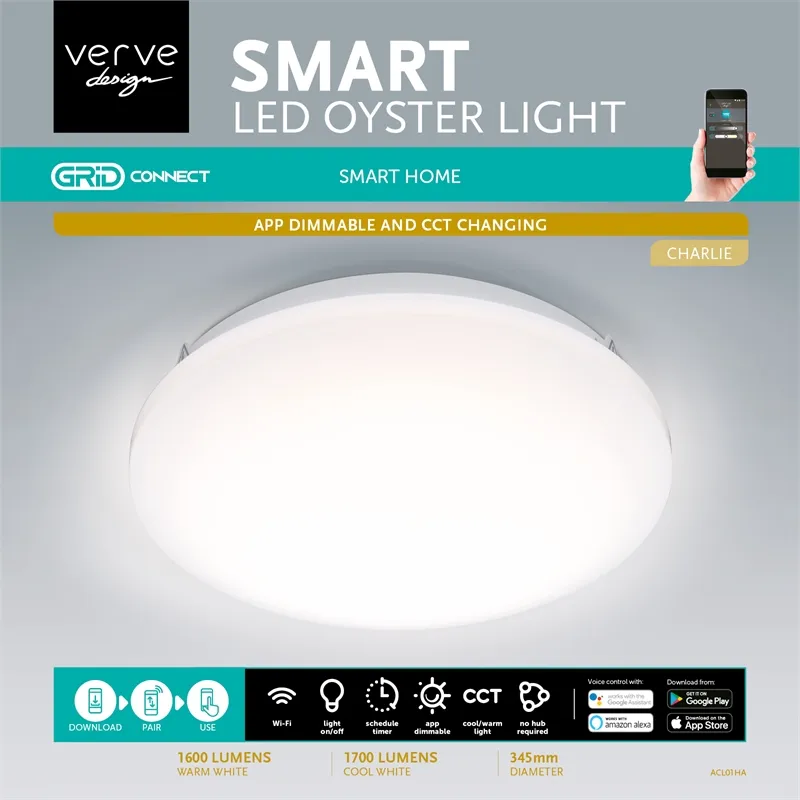 verve
design
SMART
LED OYSTER LIGHT
GRID CONNECT
SMART HOME
APP DIMMABLE AND CCT CHANGING
CHARLIE
DOWNLOAD
PAIR
USE
Wi-Fi
light
on/off
schedule
timer
app
dimmable
CCT
cool/warm
light
no hub
required
Voice control with:
works with the
Google Assistant
WORKS WITH
amazon alexa
Download from:
GET IT ON
Google Play
Download on the
App Store
1600 LUMENS
WARM WHITE
1700 LUMENS
COOL WHITE
345mm
DIAMETER
ACL01HA